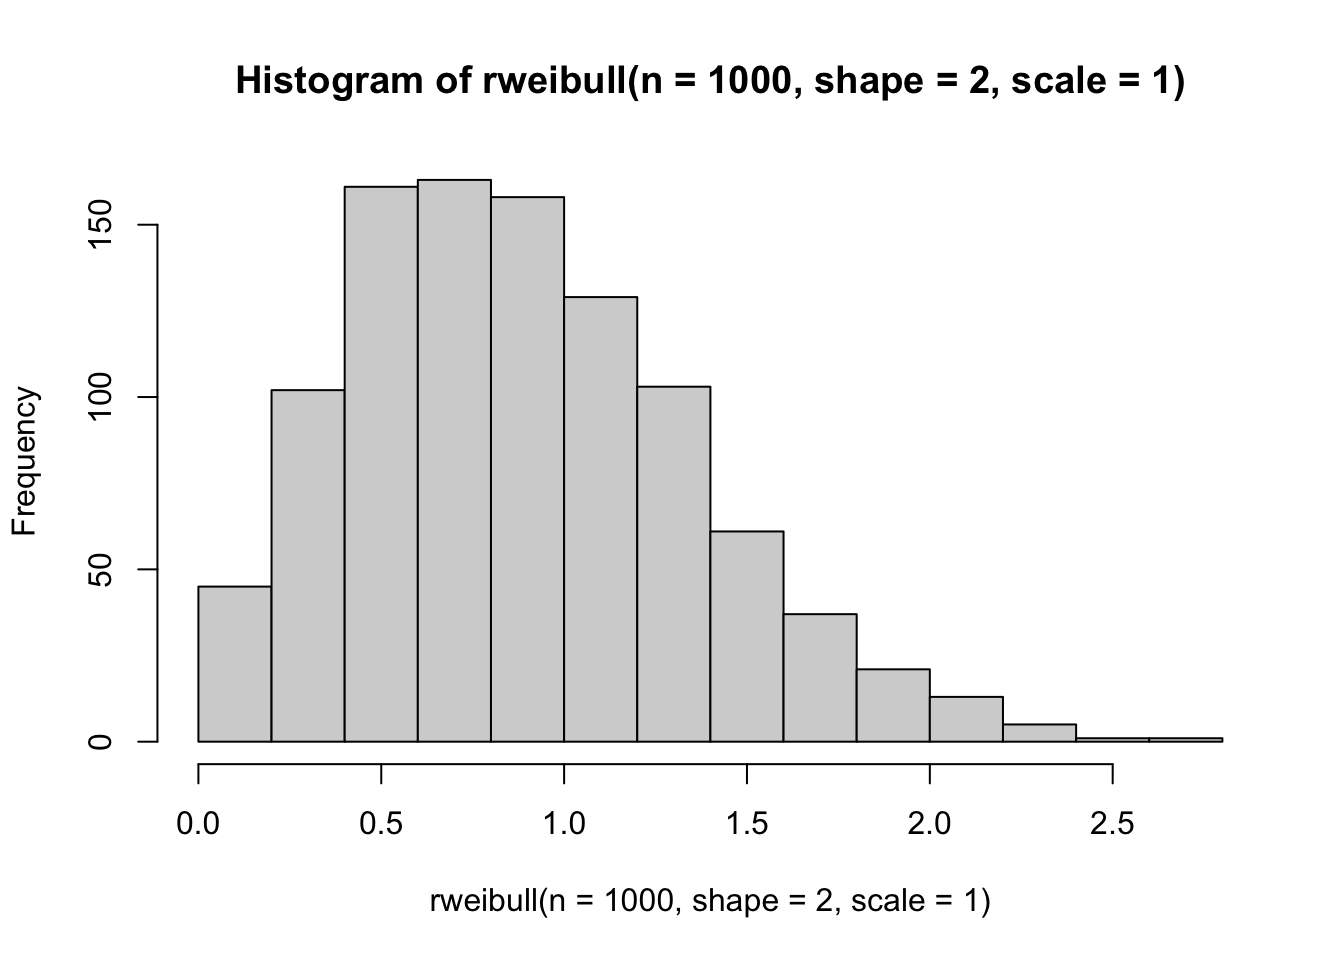 Histogram of rweibull(n = 1000, shape = 2, scale = 1)
Frequency
150
100
50
0
0.0 0.5 1.0 1.5 2.0 2.5
rweibull(n = 1000, shape = 2, scale = 1)